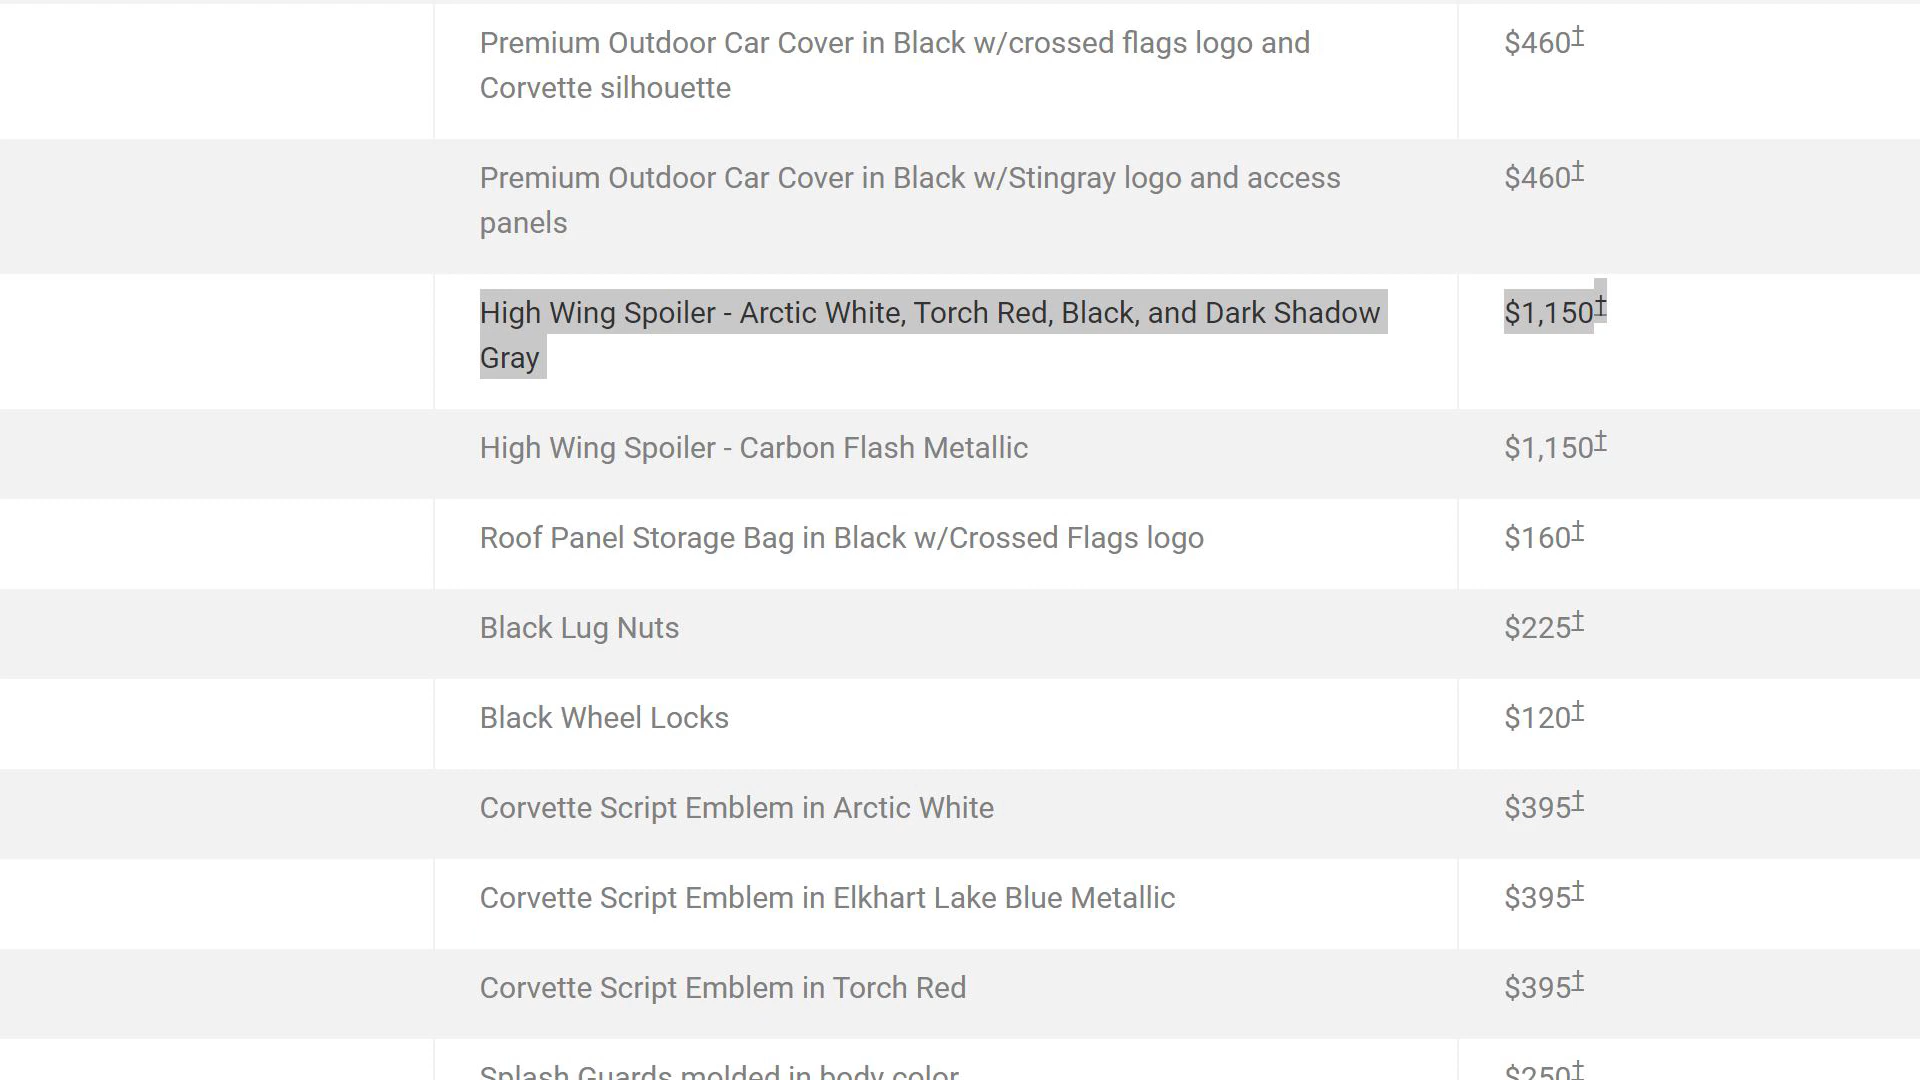 Premium Outdoor Car Cover in Black w/crossed flags logo and $460‡
Corvette silhouette
Premium Outdoor Car Cover in Black w/Stingray logo and access $460‡
panels
High Wing Spoiler - Arctic White, Torch Red, Black, and Dark Shadow $1,150‡
Gray
High Wing Spoiler - Carbon Flash Metallic $1,150‡
Roof Panel Storage Bag in Black w/Crossed Flags logo $160‡
Black Lug Nuts $225‡
Black Wheel Locks $120‡
Corvette Script Emblem in Arctic White $395‡
Corvette Script Emblem in Elkhart Lake Blue Metallic $395‡
Corvette Script Emblem in Torch Red $395‡
Splash Guards molded in body color $250‡